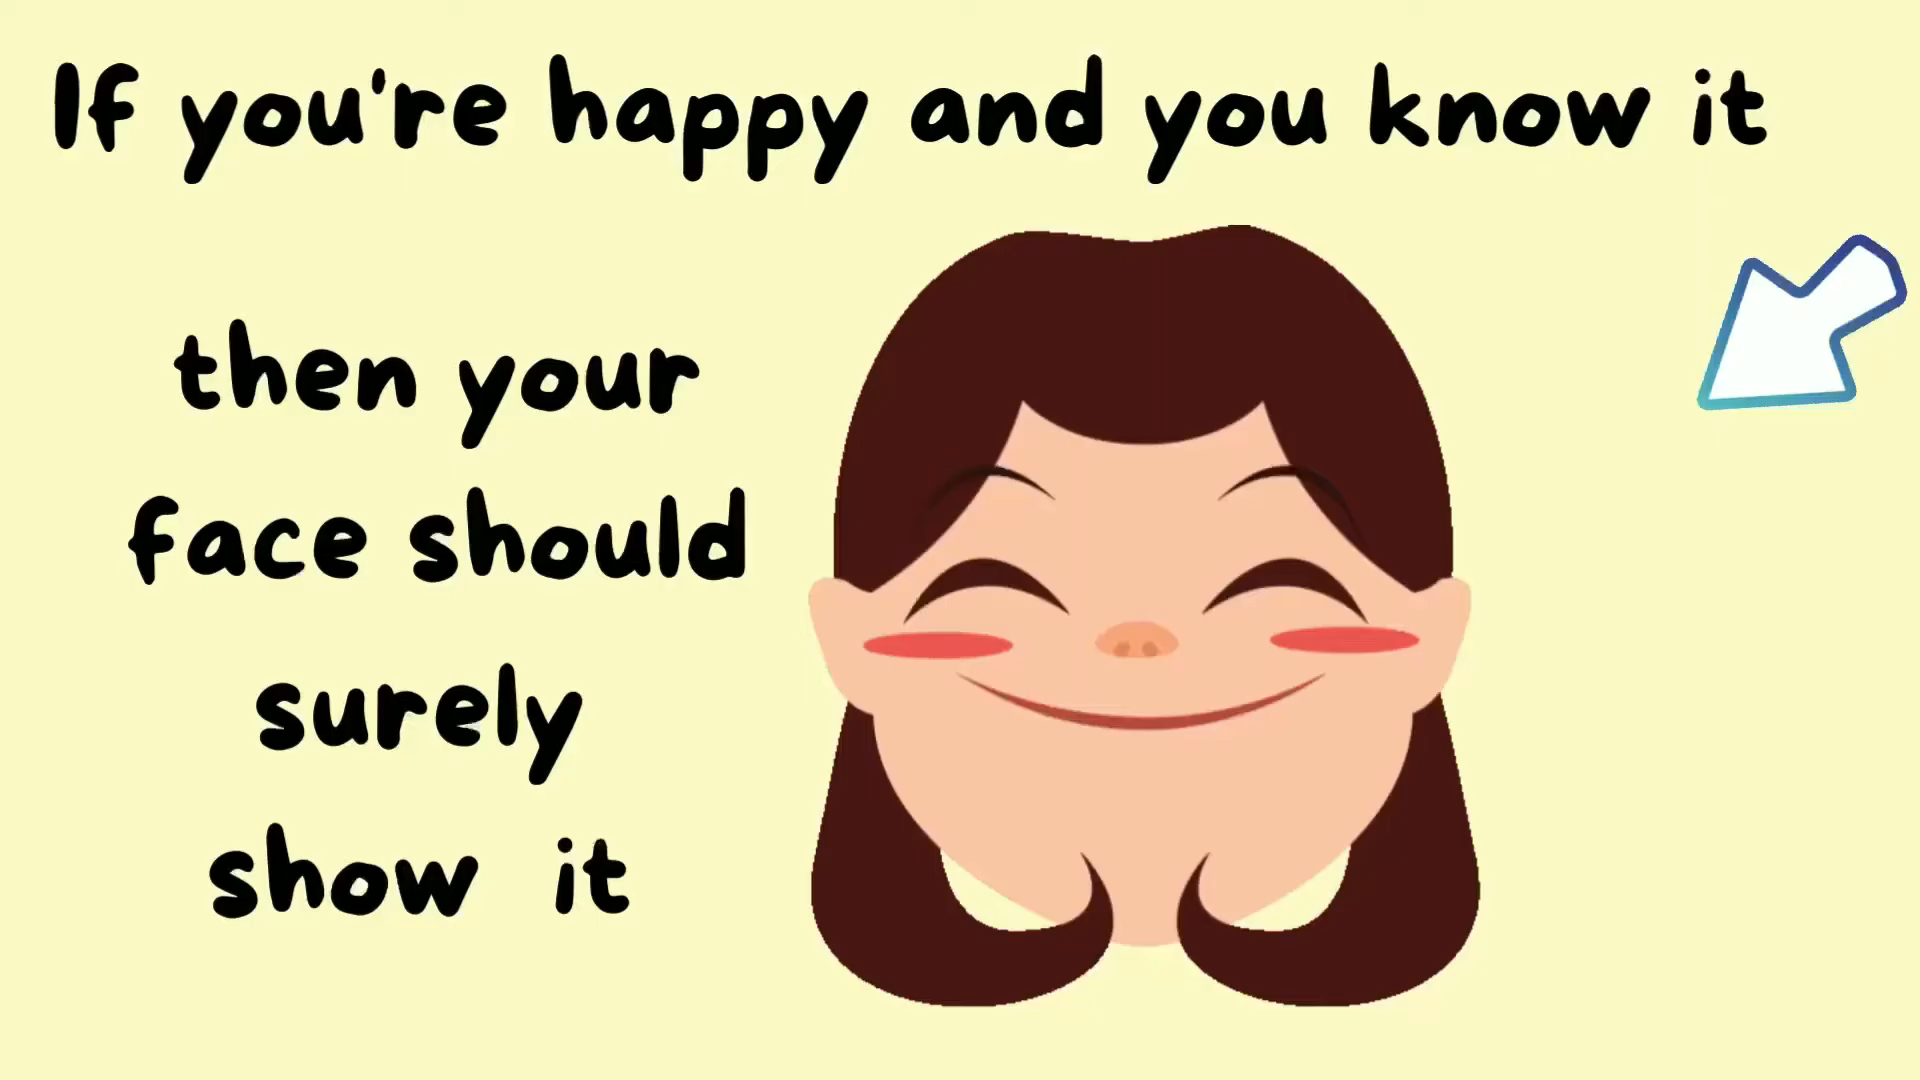 If you're happy and you know it
then your
face should
surely
show it